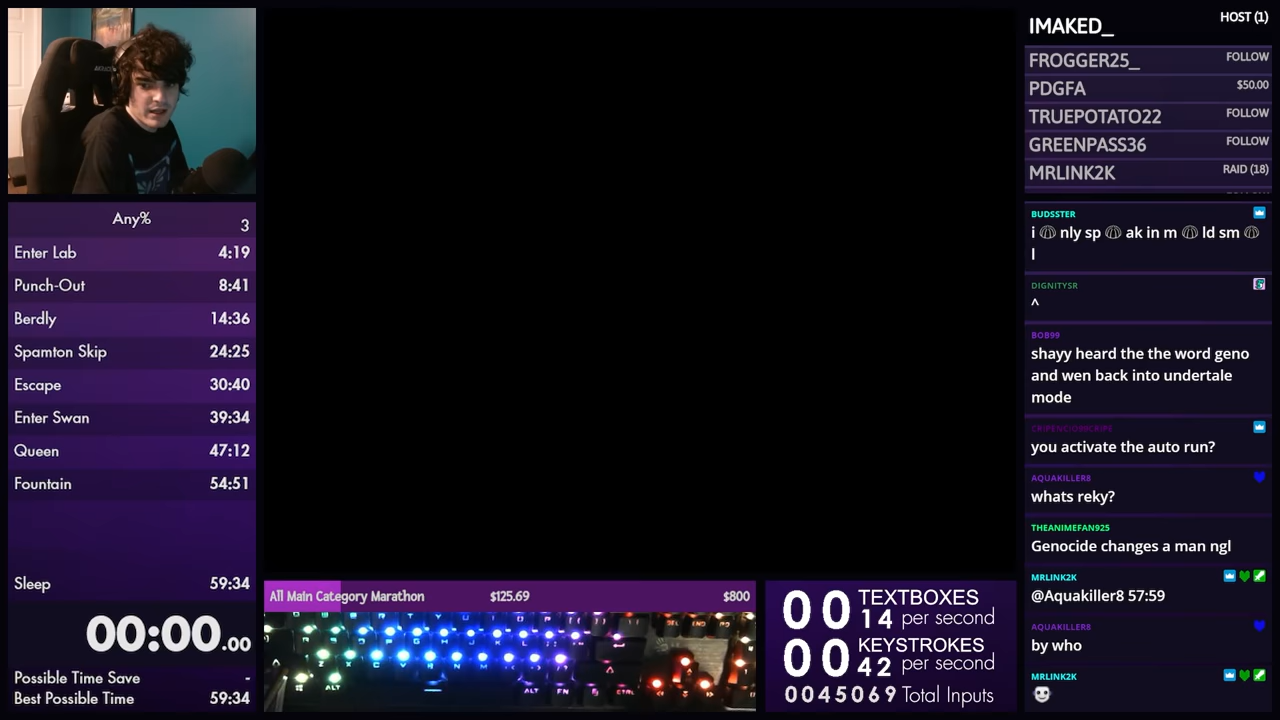 Any%
3
Enter Lab 4:19
Punch-Out 8:41
Berdly 14:36
Spamton Skip 24:25
Escape 30:40
Enter Swan 39:34
Queen 47:12
Fountain 54:51
Sleep 59:34
00:00.00
Possible Time Save -
Best Possible Time 59:34
All Main Category Marathon $125.69 $800
ALT
ALT FN CTRL
00 TEXTBOXES
14 per second
00 KEYSTROKES
42 per second
0045069 Total Inputs
IMAKED_ HOST (1)
FROGGER25_ FOLLOW
PDGFA $50.00
TRUEPOTATO22 FOLLOW
GREENPASS36 FOLLOW
MRLINK2K RAID (18)
BUDSSTER
i nly sp ak in m ld sm
l
DIGNITYSR
^
BOB99
shayy heard the the word geno
and wen back into undertale
mode
you activate the auto run?
AQUAKILLER8
whats reky?
THEANIMEFAN925
Genocide changes a man ngl
MRLINK2K
@Aquakiller8 57:59
AQUAKILLER8
by who
MRLINK2K